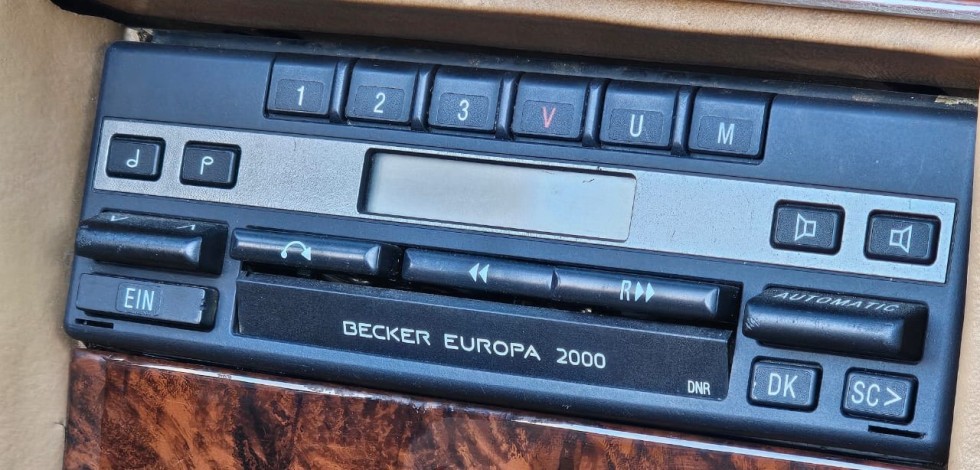 1 2 3 V U M
R
AUTOMATIC
EIN
BECKER EUROPA 2000
DNR
DK SC>